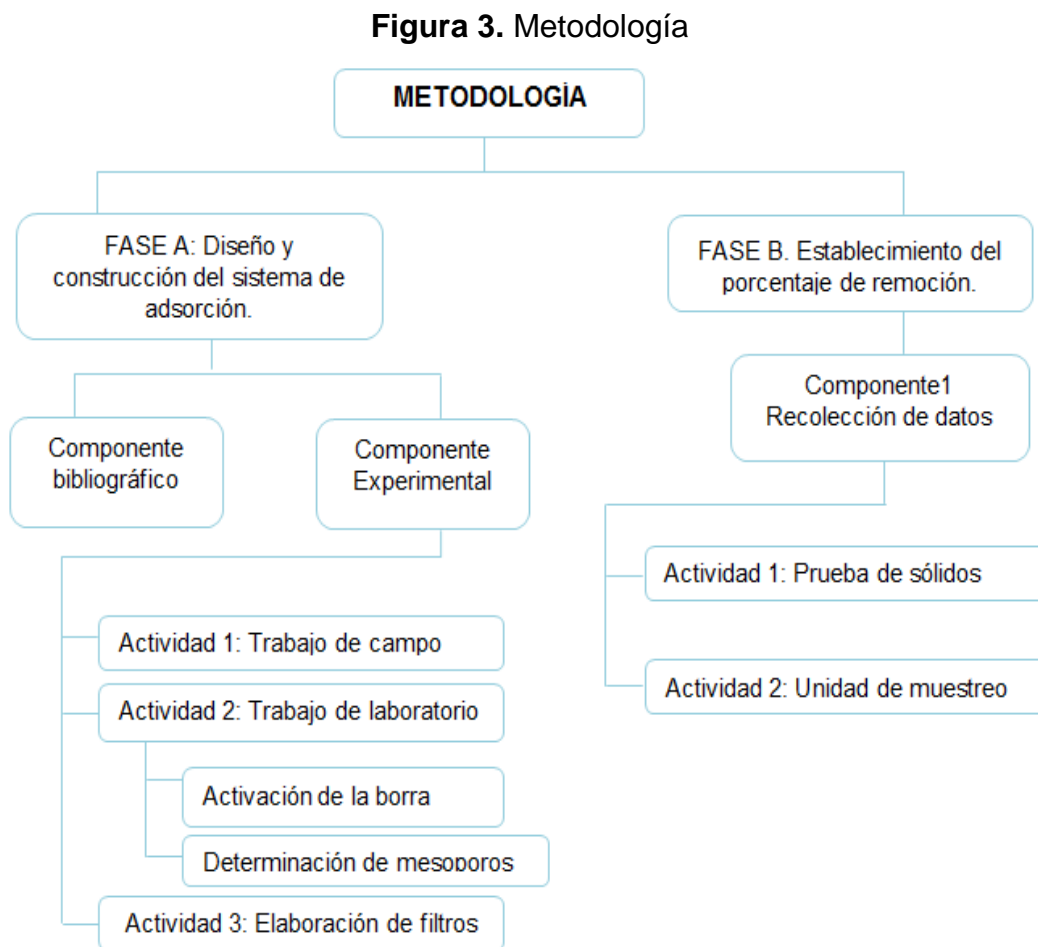 Figura 3. Metodología
METODOLOGÍA
FASE A: Diseño y
construcción del sistema de
adsorción.
Componente
bibliográfico
Componente
Experimental
Actividad 1: Trabajo de campo
Actividad 2: Trabajo de laboratorio
Activación de la borra
Determinación de mesoporos
Actividad 3: Elaboración de filtros
FASE B. Establecimiento del
porcentaje de remoción.
Componente1
Recolección de datos
Actividad 1: Prueba de sólidos
Actividad 2: Unidad de muestreo